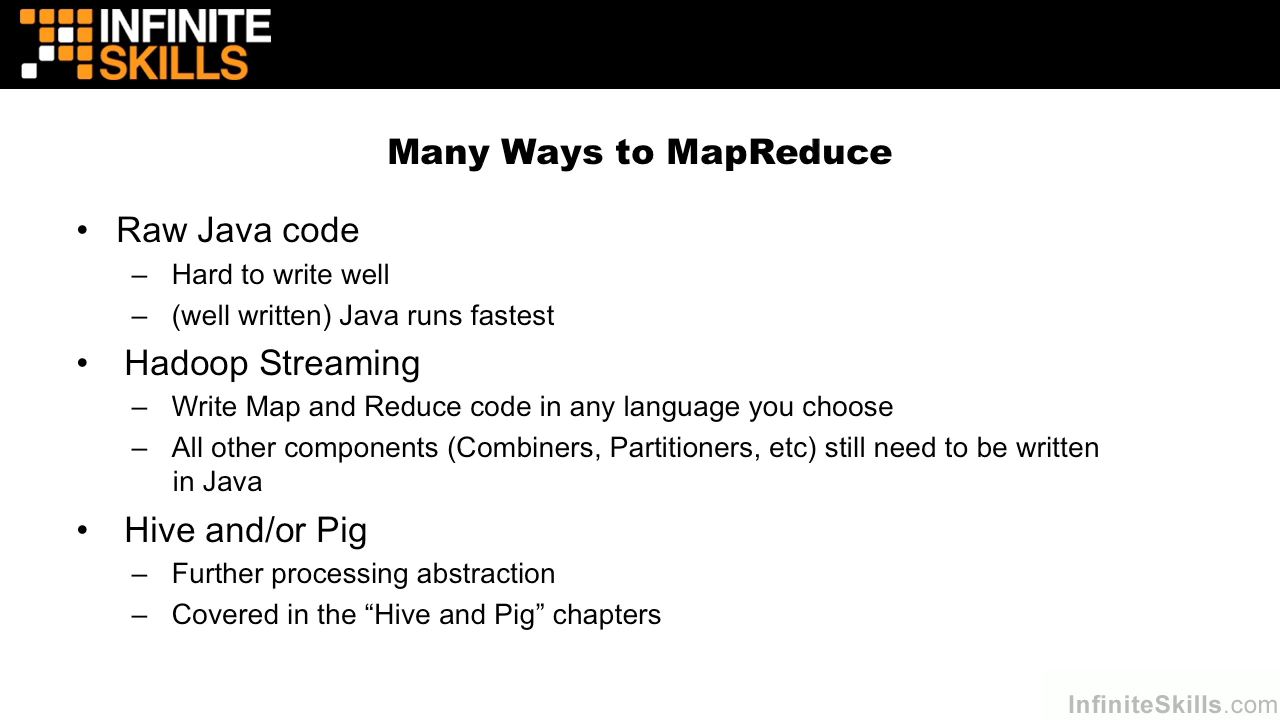 INFINITE
SKILLS
Many Ways to MapReduce
• Raw Java code
– Hard to write well
– (well written) Java runs fastest
• Hadoop Streaming
– Write Map and Reduce code in any language you choose
– All other components (Combiners, Partitioners, etc) still need to be written
in Java
• Hive and/or Pig
– Further processing abstraction
– Covered in the “Hive and Pig” chapters
InfiniteSkills.com